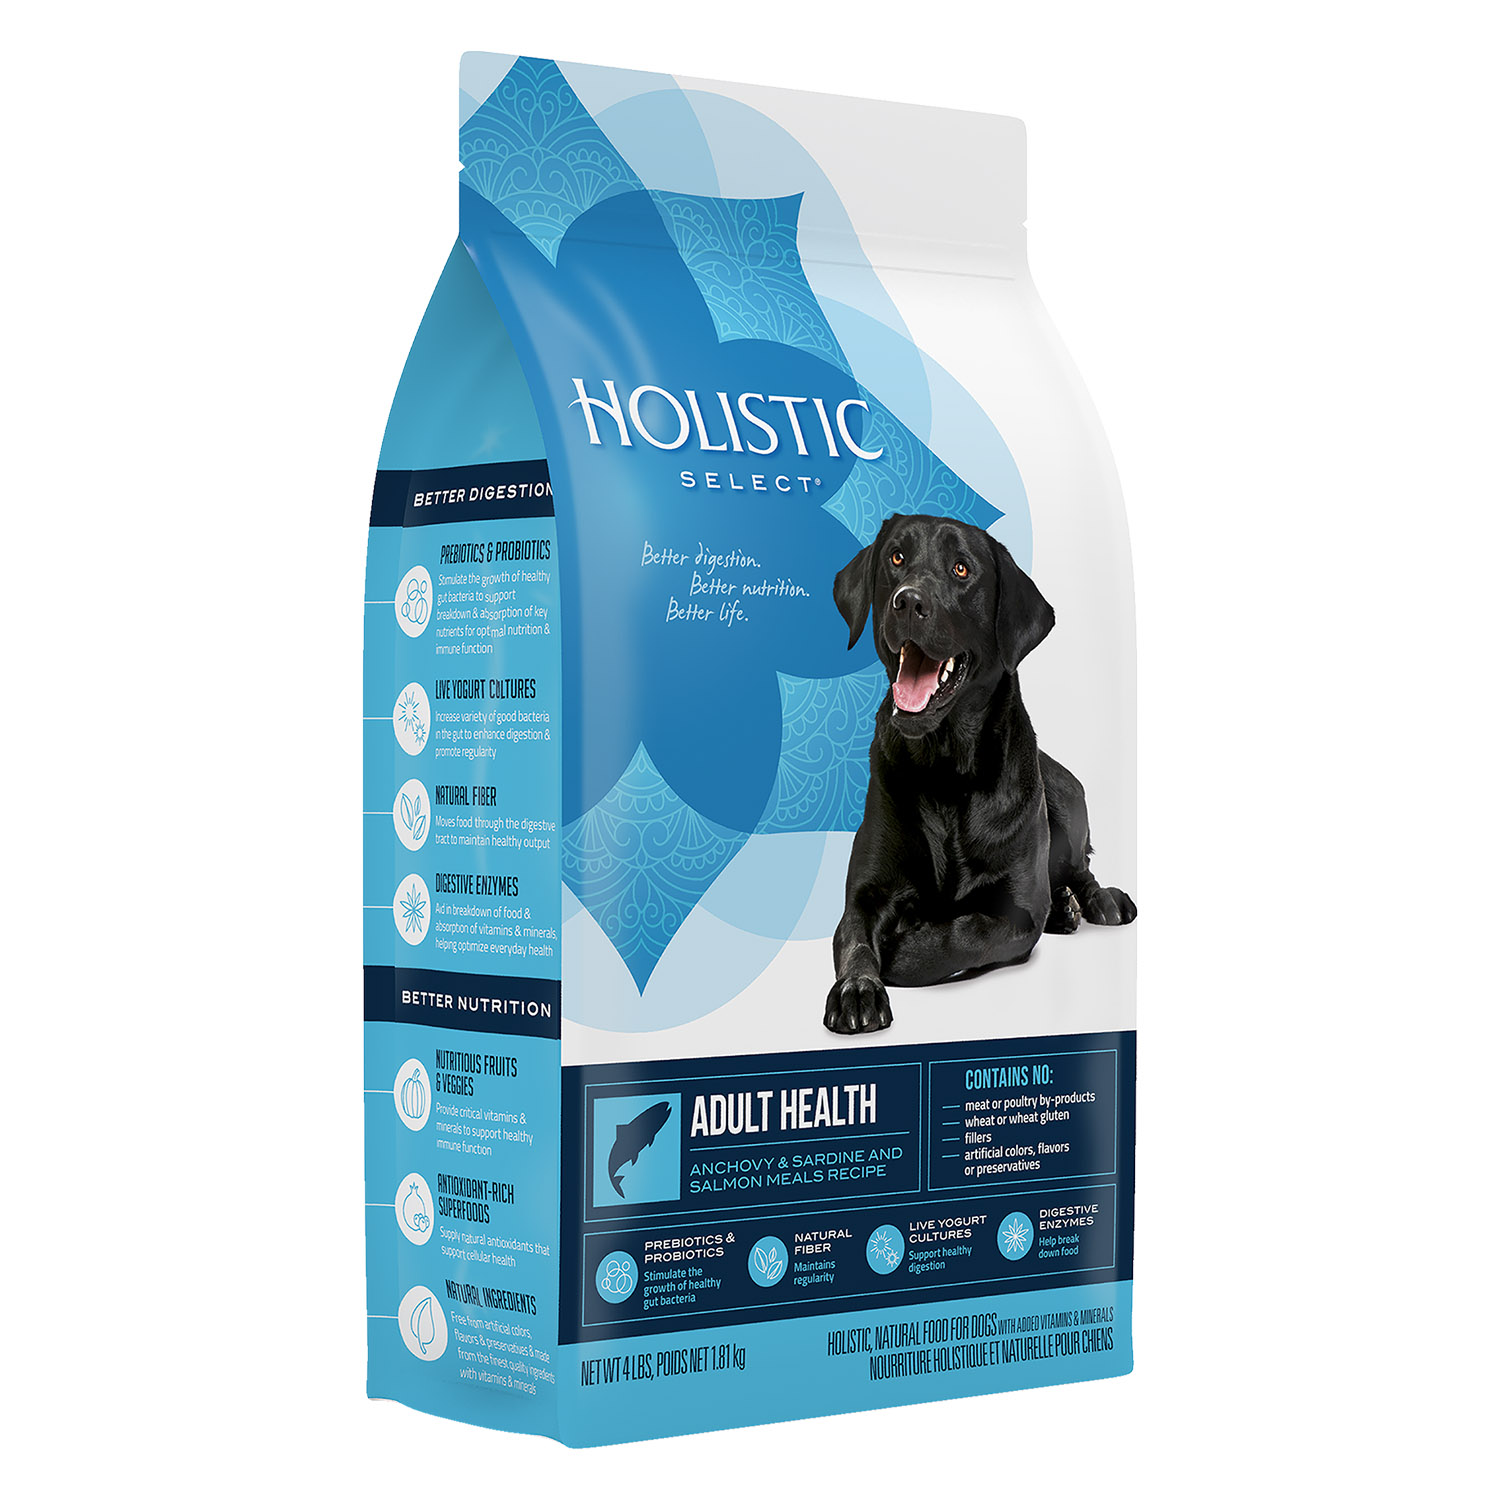 HOLISTIC
SELECT®
Better digestion.
Better nutrition.
Better life.
BETTER DIGESTION
PREBIOTICS & PROBIOTICS
Stimulate the growth of healthy
gut bacteria to support
breakdown & absorption of key
nutrients for optimal nutrition &
immune function
LIVE YOGURT CULTURES
Increase variety of good bacteria
in the gut to enhance digestion &
promote regularity
NATURAL FIBER
Moves food through the digestive
tract to maintain healthy output
DIGESTIVE ENZYMES
Aid in breakdown of food &
absorption of vitamins & minerals,
helping optimize everyday health
BETTER NUTRITION
NUTRITIOUS FRUITS
& VEGGIES
Provide critical vitamins &
minerals to support healthy
immune function
ANTIOXIDANT-RICH
SUPERFOODS
Supply natural antioxidants that
support cellular health
NATURAL INGREDIENTS
Free from artificial colors,
flavors & preservatives & made
from the finest quality ingredients
with vitamins & minerals
ADULT HEALTH
ANCHOVY & SARDINE AND
SALMON MEALS RECIPE
CONTAINS NO:
— meat or poultry by-products
— wheat or wheat gluten
— fillers
— artificial colors, flavors
or preservatives
PREBIOTICS &
PROBIOTICS
Stimulate the
growth of healthy
gut bacteria
NATURAL
FIBER
Maintains
regularity
LIVE YOGURT
CULTURES
Support healthy
digestion
DIGESTIVE
ENZYMES
Help break
down food
NET WT 4 LBS, POIDS NET 1.81 kg
HOLISTIC, NATURAL FOOD FOR DOGS WITH ADDED VITAMINS & MINERALS
NOURRITURE HOLISTIQUE ET NATURELLE POUR CHIENS